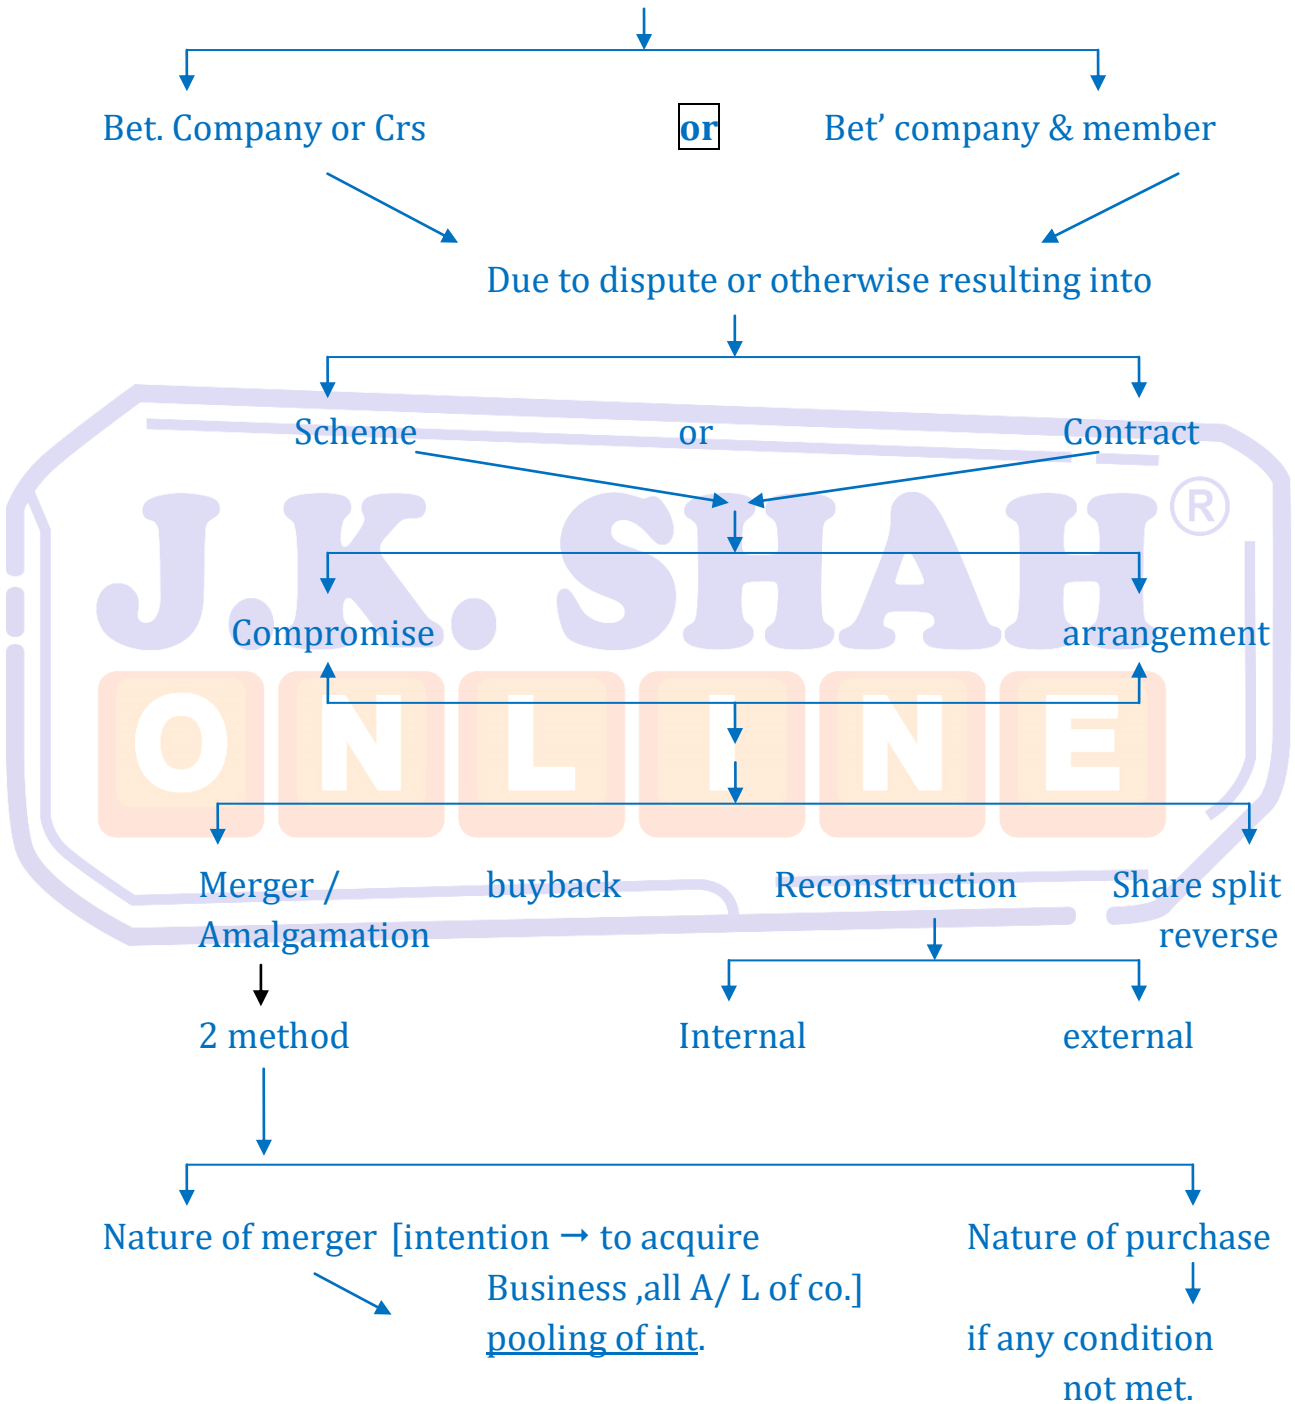 Bet. Company or Crs or Bet’ company & member
Due to dispute or otherwise resulting into
Scheme or Contract
J.K. SHAH ®
Compromise arrangement
ONLINE
Merger / buyback Reconstruction Share split
Amalgamation reverse
2 method Internal external
Nature of merger [intention → to acquire Nature of purchase
Business ,all A/ L of co.]
pooling of int. if any condition
not met.